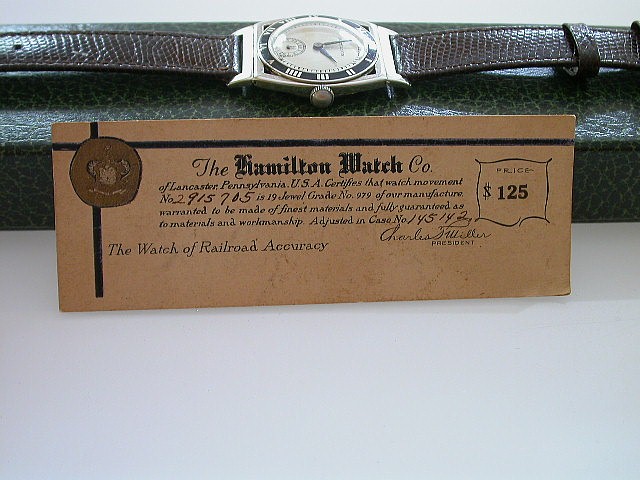 The Hamilton Watch Co.
of Lancaster, Pennsylvania, U.S.A. Certifies that watch movement
No. 2915705 is 19 Jewel Grade No. 979 of our manufacture,
warranted to be made of finest materials and fully guaranteed as
to materials and workmanship. Adjusted in Case No. 145142
Charles F. Miller
PRESIDENT
The Watch of Railroad Accuracy
PRICE
$125